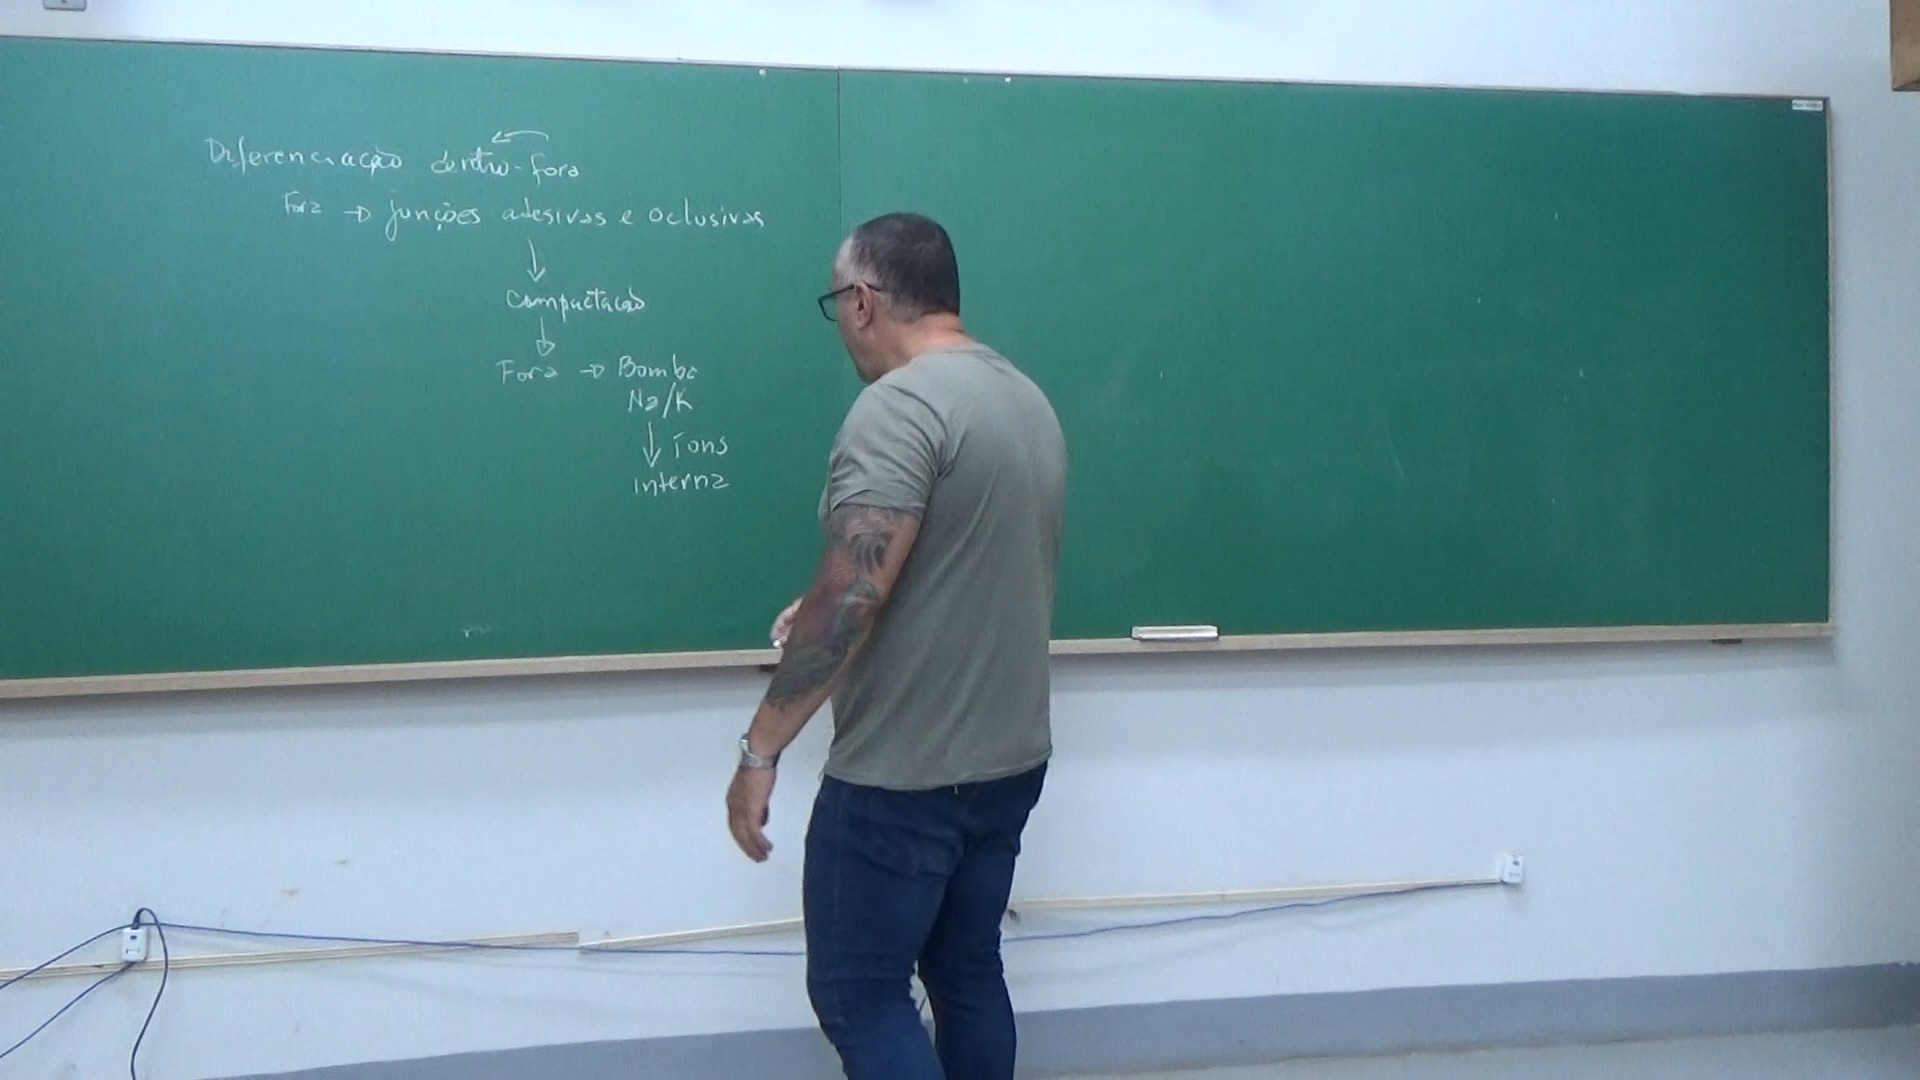 Diferenciação dentro-fora
Fora → junções adesivas e oclusivas
↓
Compactação
↓
Fora → Bomba
Na/K
↓ íons
interna